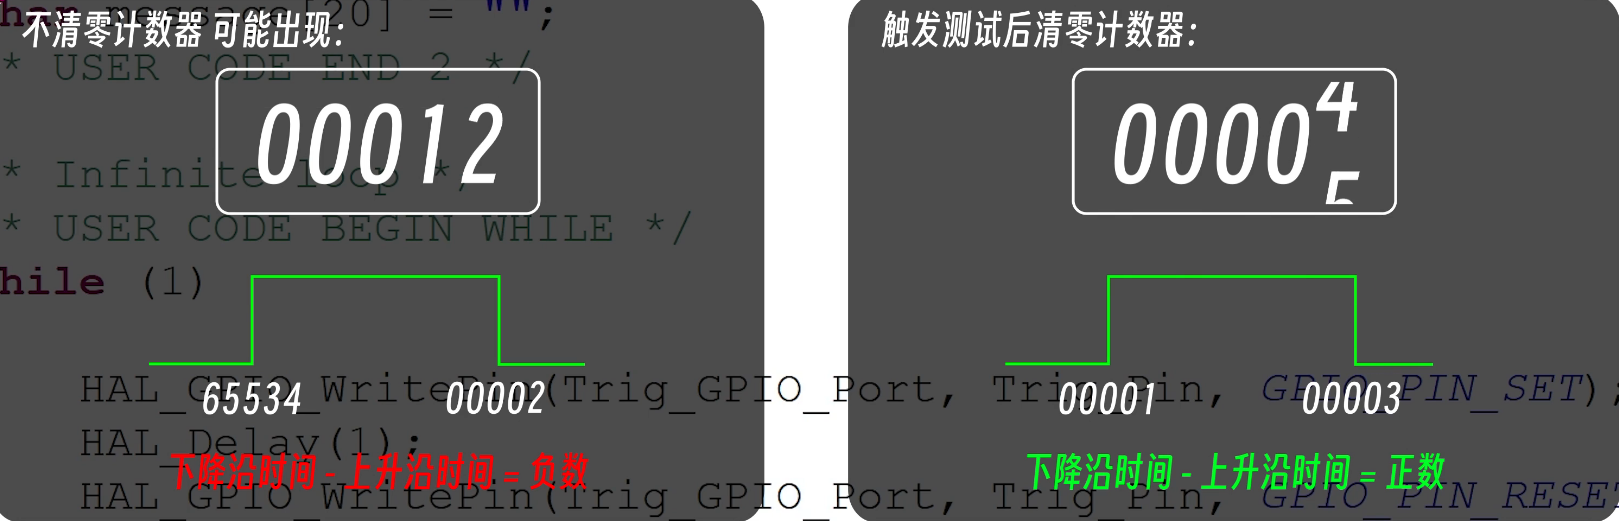 har message[20] = "";
不清零计数器 可能出现：
触发测试后清零计数器：
* USER CODE END 2 */
00012
0000
4
5
* Infinite loop */
* USER CODE BEGIN WHILE */
hile (1)
HAL_GPIO_WritePin(Trig_GPIO_Port, Trig_Pin, GPIO_PIN_SET);
65534
00002
00001
00003
HAL_Delay(1);
下降沿时间 - 上升沿时间 = 负数
下降沿时间 - 上升沿时间 = 正数
HAL_GPIO_WritePin(Trig_GPIO_Port, Trig_Pin, GPIO_PIN_RESET